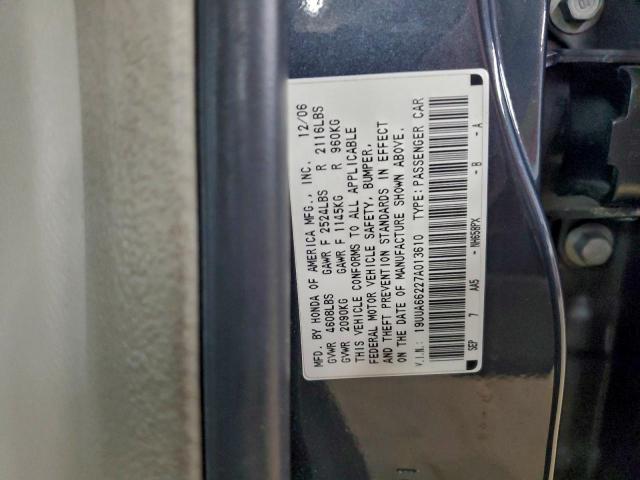 MFD. BY HONDA OF AMERICA MFG., INC. 12/06
GVWR 4608LBS GAWR F 2524LBS R 2116LBS
GVWR 2090KG GAWR F 1145KG R 960KG
THIS VEHICLE CONFORMS TO ALL APPLICABLE
FEDERAL MOTOR VEHICLE SAFETY, BUMPER,
AND THEFT PREVENTION STANDARDS IN EFFECT
ON THE DATE OF MANUFACTURE SHOWN ABOVE.
V.I.N.: 19UUA66227A013610 TYPE: PASSENGER CAR
SEP 7 AA5 - NH658PX - B - A